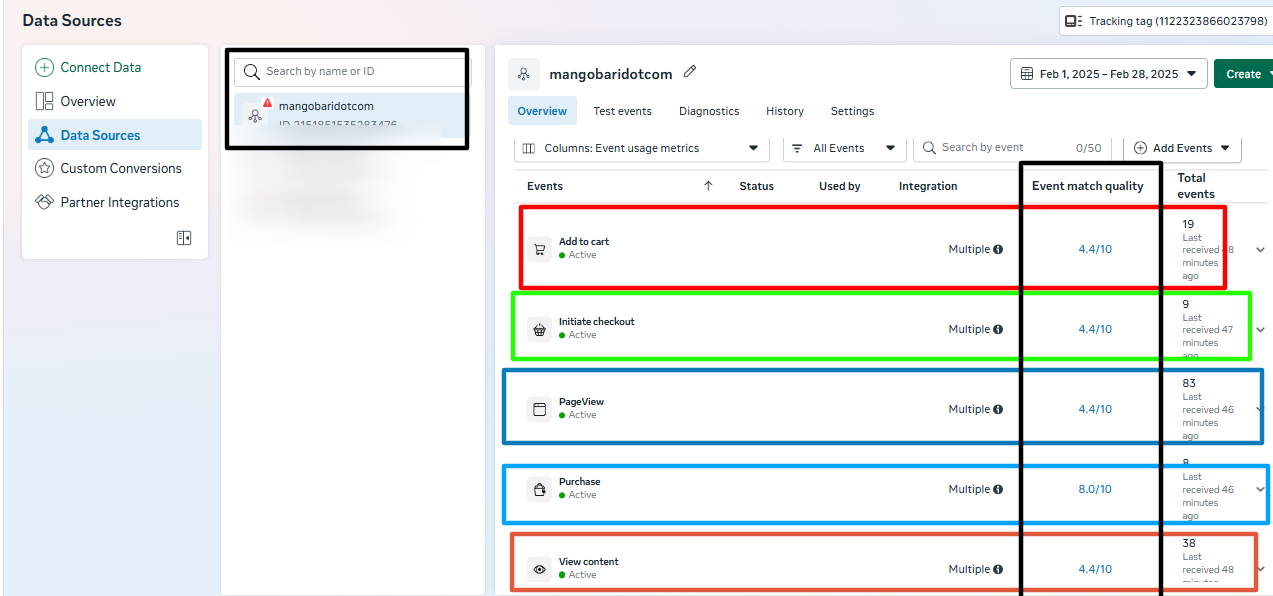 Data Sources
Tracking tag (1122323866023798)
Connect Data
Overview
Data Sources
Custom Conversions
Partner Integrations
Search by name or ID
mangobaridotcom
ID 2151851535283476
mangobaridotcom
Feb 1, 2025 – Feb 28, 2025
Create
Overview Test events Diagnostics History Settings
Columns: Event usage metrics
All Events
Search by event 0/50
Add Events
Events Status Used by Integration Event match quality Total
events
Add to cart
Active
Multiple
4.4/10
19
Last
received 48
minutes
ago
Initiate checkout
Active
Multiple
4.4/10
9
Last
received 47
minutes
ago
PageView
Active
Multiple
4.4/10
83
Last
received 46
minutes
ago
Purchase
Active
Multiple
8.0/10
8
Last
received 46
minutes
ago
View content
Active
Multiple
4.4/10
38
Last
received 48
minutes